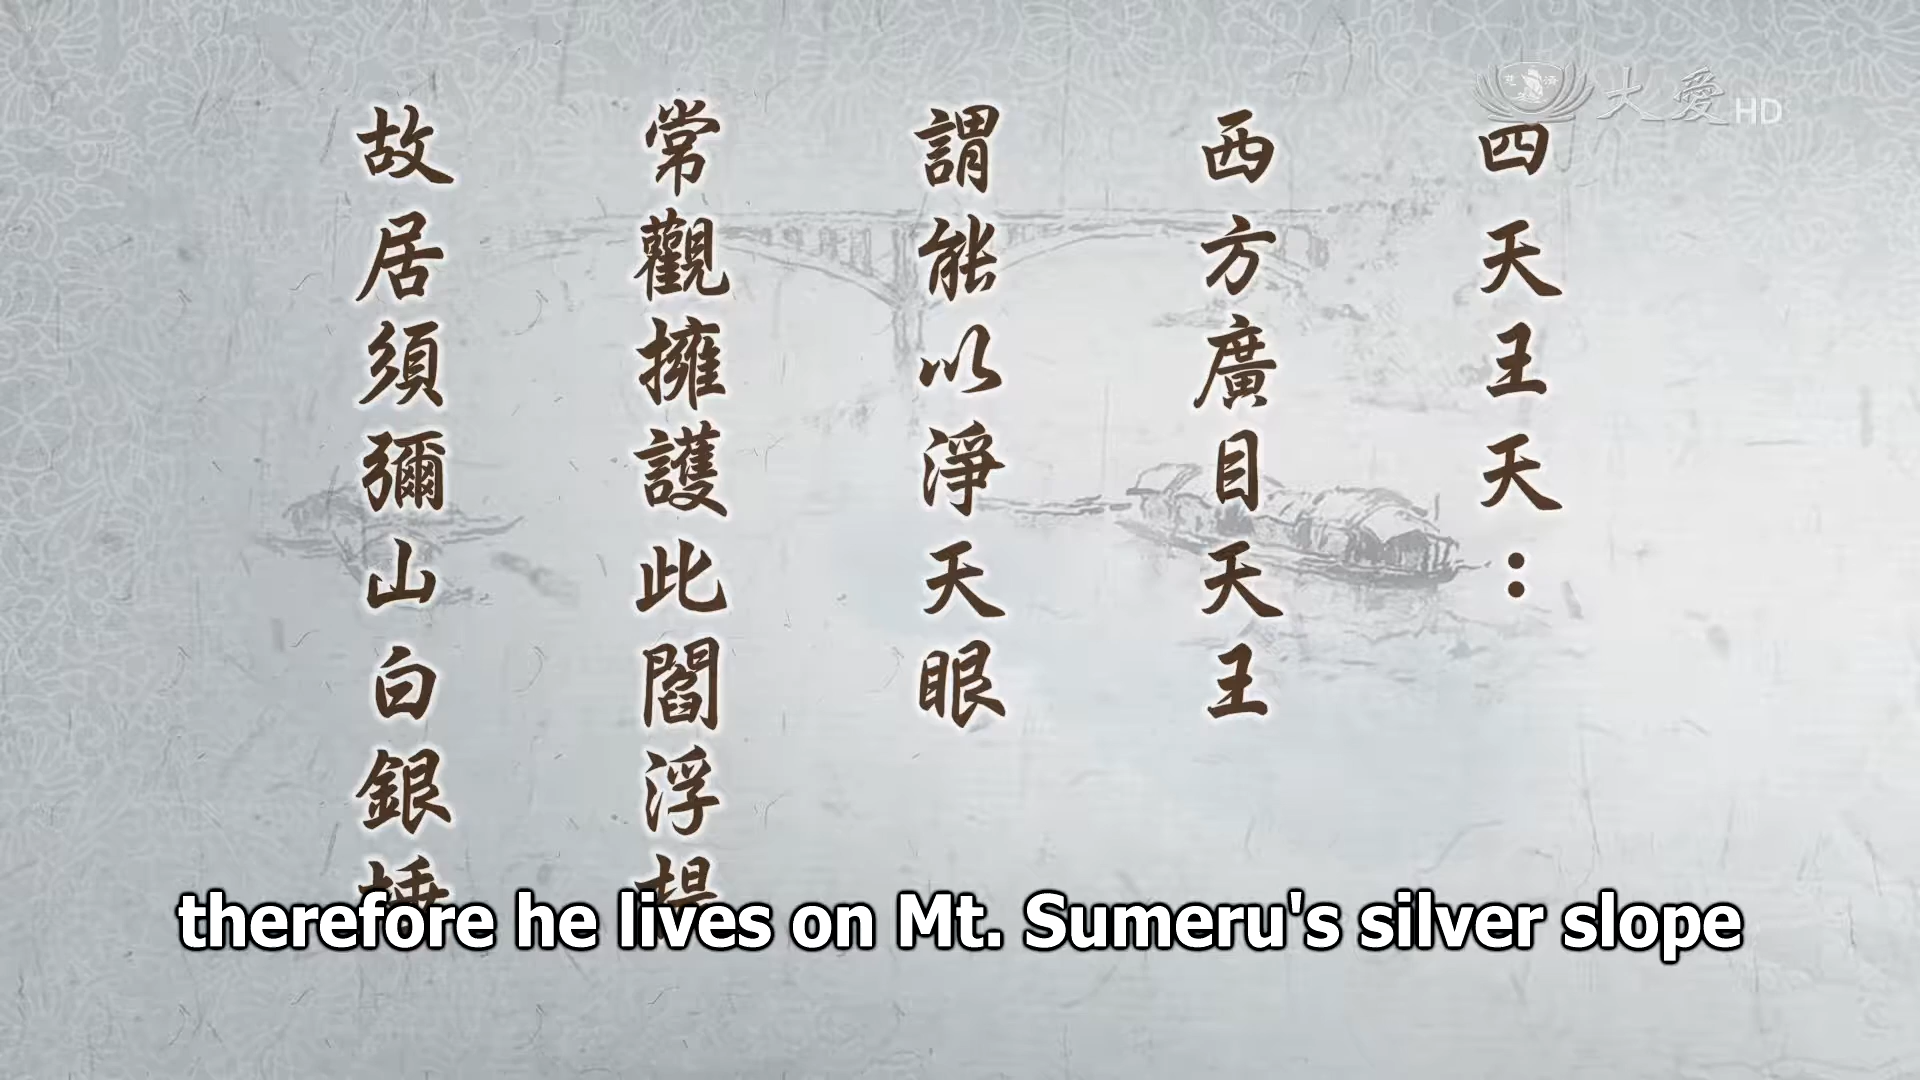 四天王天：
西方廣目天王
謂能以淨天眼
常觀擁護此閻浮提
故居須彌山白銀埵
therefore he lives on Mt. Sumeru's silver slope
大愛HD